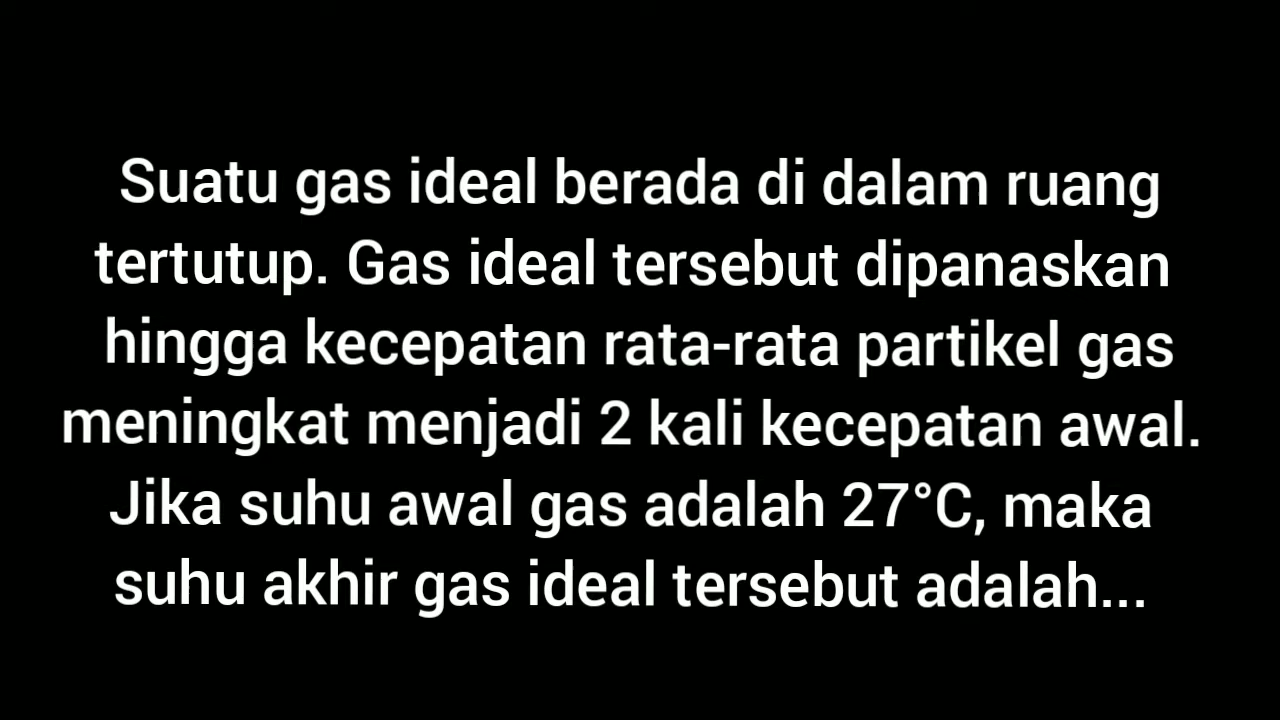 Suatu gas ideal berada di dalam ruang
tertutup. Gas ideal tersebut dipanaskan
hingga kecepatan rata-rata partikel gas
meningkat menjadi 2 kali kecepatan awal.
Jika suhu awal gas adalah 27°C, maka
suhu akhir gas ideal tersebut adalah...